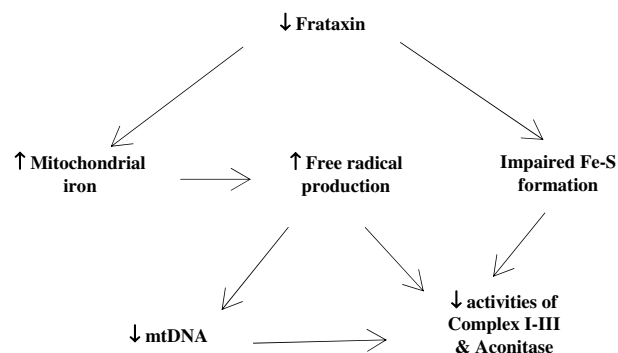 ↓ Frataxin
↑ Mitochondrial
iron
↑ Free radical
production
Impaired Fe-S
formation
↓ mtDNA
↓ activities of
Complex I-III
& Aconitase